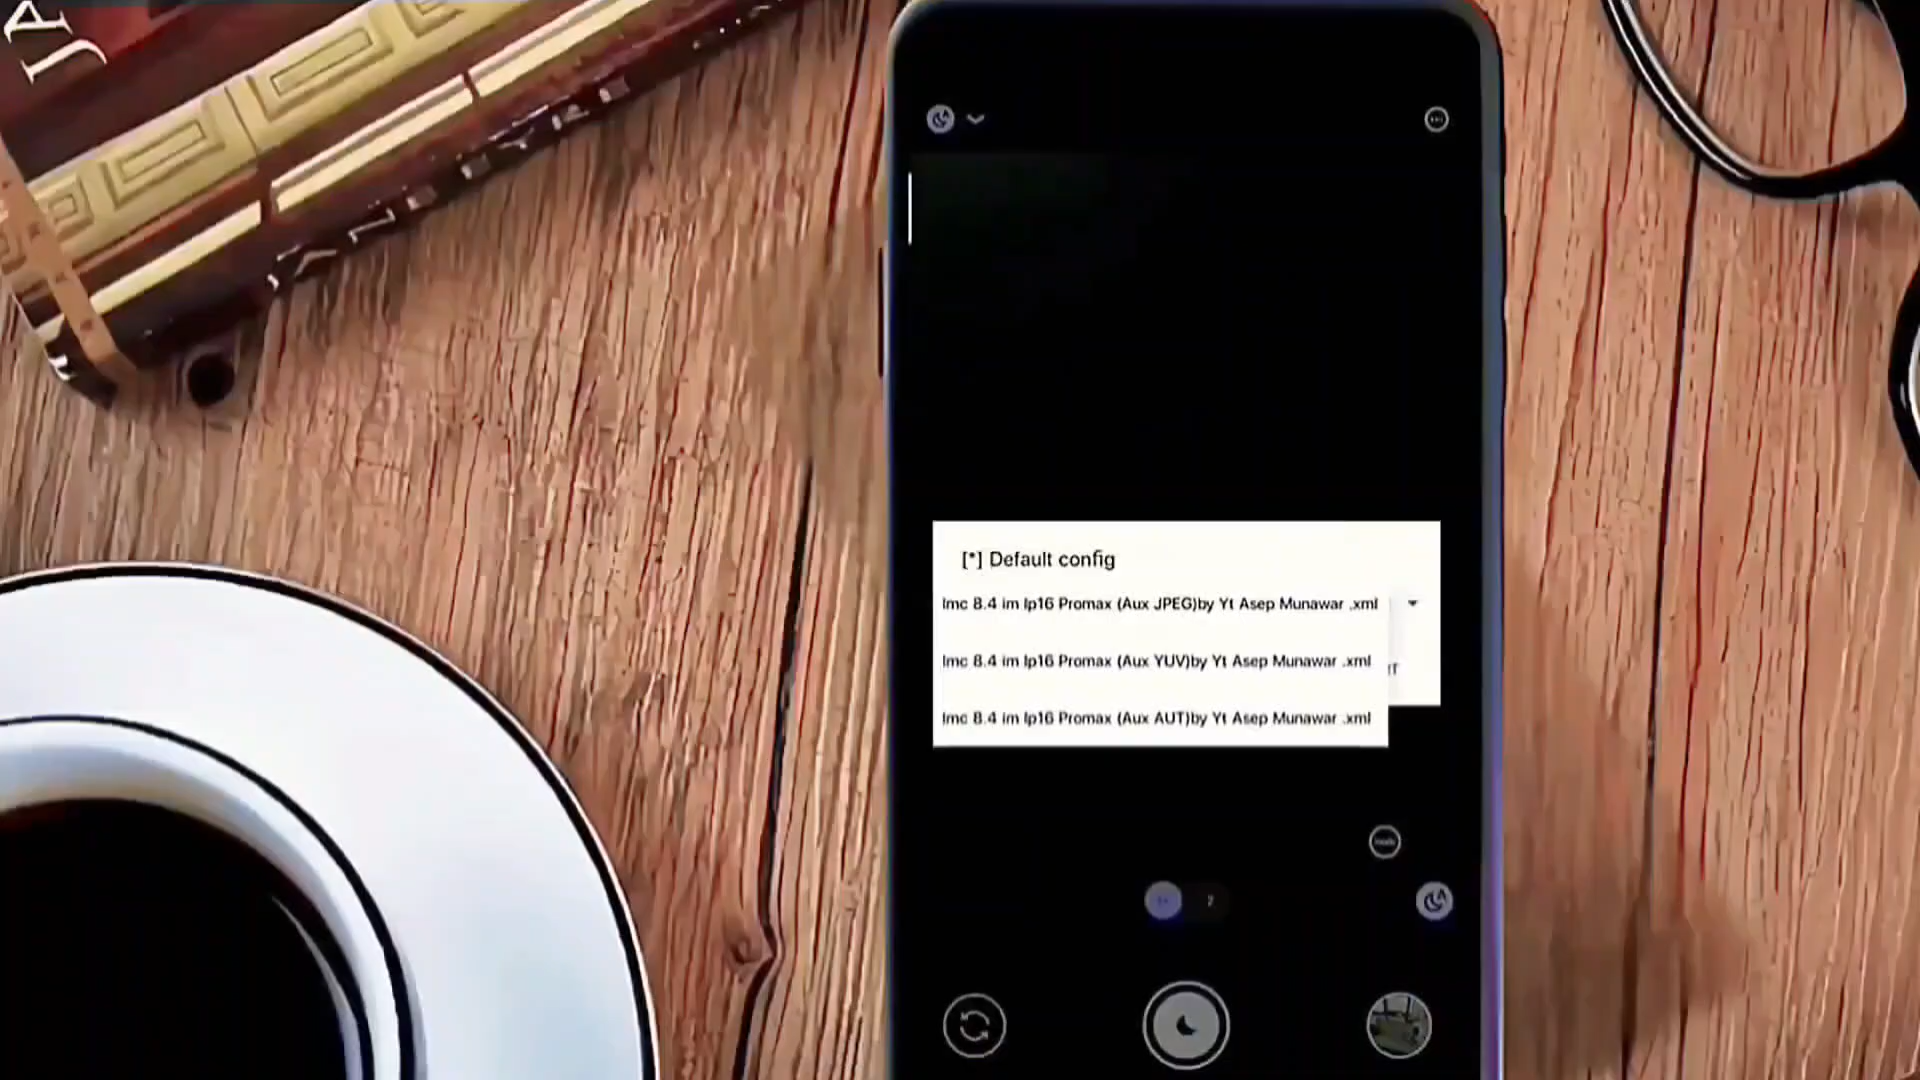 JA
[*] Default config
lmc 8.4 im Ip16 Promax (Aux JPEG)by Yt Asep Munawar .xml
lmc 8.4 im Ip16 Promax (Aux YUV)by Yt Asep Munawar .xml
lmc 8.4 im Ip16 Promax (Aux AUT)by Yt Asep Munawar .xml
2